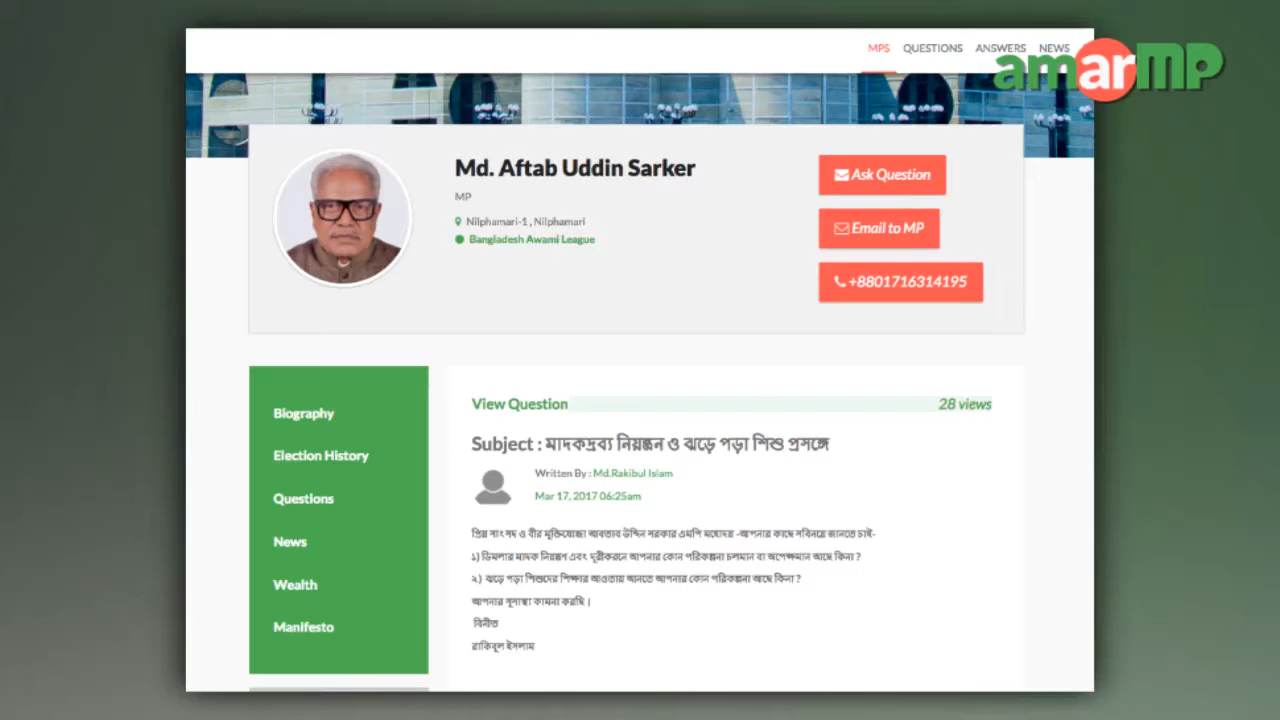 MPS QUESTIONS ANSWERS NEWS
amarMP
Md. Aftab Uddin Sarker
MP
Nilphamari-1 , Nilphamari
Bangladesh Awami League
Ask Question
Email to MP
+8801716314195
Biography
Election History
Questions
News
Wealth
Manifesto
View Question 28 views
Subject : মাদকদ্রব্য নিয়ন্ত্রন ও ঝড়ে পড়া শিশু প্রসঙ্গে
Written By : Md.Rakibul Islam
Mar 17, 2017 06:25am
প্রিয় সাংসদ ও বীর মুক্তিযোদ্ধা আবতাব উদ্দিন সরকার এমপি মহোদয় -আপনার কাছে সবিনয়ে জানতে চাই-
১) ডিমলার মাদক নিয়ন্ত্রণ এবং দূরীকরনে আপনার কোন পরিকল্পনা চলমান বা অপেক্ষমান আছে কিনা ?
২) ঝড়ে পড়া শিশুদের শিক্ষার আওতায় আনতে আপনার কোন পরিকল্পনা আছে কিনা ?
আপনার সুসাস্থ্য কামনা করছি ।
বিনীত
রাকিবুল ইসলাম